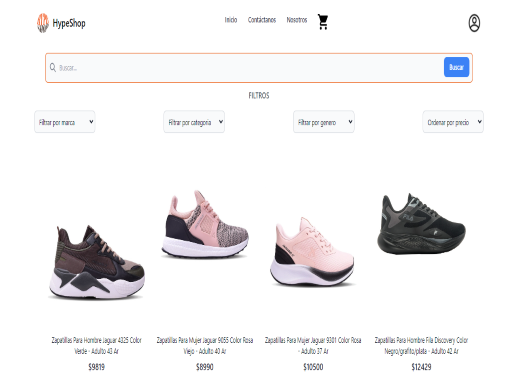 HypeShop
Inicio Contáctanos Nosotros
Buscar... Buscar
FILTROS
Filtrar por marca Filtrar por categoria Filtrar por genero Ordenar por precio
Zapatillas Para Hombre Jaguar 4325 Color
Verde - Adulto 43 Ar
$9819
Zapatillas Para Mujer Jaguar 9055 Color Rosa
Viejo - Adulto 40 Ar
$8990
Zapatillas Para Mujer Jaguar 9301 Color Rosa
- Adulto 37 Ar
$10500
Zapatillas Para Hombre Fila Discovery Color
Negro/grafito/plata - Adulto 42 Ar
$12429